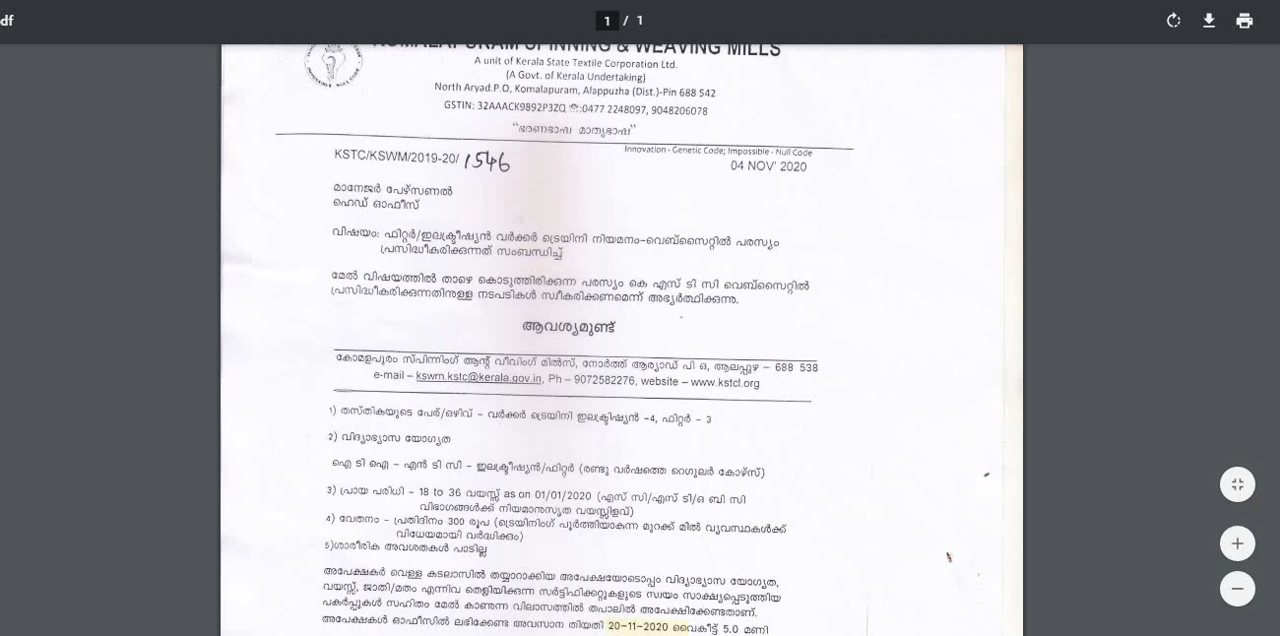 df
1 / 1
KOMALAPURAM SPINNING & WEAVING MILLS
A unit of Kerala State Textile Corporation Ltd.
(A Govt. of Kerala Undertaking)
North Aryad.P.O, Komalapuram, Alappuzha (Dist.)-Pin 688 542
GSTIN: 32AAACK9892P3ZQ ☎:0477 2248097, 9048206078
“ഭരണഭാഷ മാതൃഭാഷ”
Innovation - Genetic Code; Impossible - Null Code
KSTC/KSWM/2019-20/1546
04 NOV' 2020
മാനേജർ പേഴ്സണൽ
ഹെഡ് ഓഫീസ്
വിഷയം: ഫിറ്റർ/ഇലക്ട്രീഷ്യൻ വർക്കർ ട്രെയിനി നിയമനം-വെബ്സൈറ്റിൽ പരസ്യം
പ്രസിദ്ധീകരിക്കുന്നത് സംബന്ധിച്ച്
മേൽ വിഷയത്തിൽ താഴെ കൊടുത്തിരിക്കുന്ന പരസ്യം കെ എസ് ടി സി വെബ്സൈറ്റിൽ
പ്രസിദ്ധീകരിക്കുന്നതിനുള്ള നടപടികൾ സ്വീകരിക്കണമെന്ന് അഭ്യർത്ഥിക്കുന്നു.
ആവശ്യമുണ്ട്
കോമളപുരം സ്പിന്നിംഗ് ആന്റ് വീവിംഗ് മിൽസ്, നോർത്ത് ആര്യാഡ് പി ഒ, ആലപ്പുഴ – 688 538
e-mail – kswm.kstc@kerala.gov.in, Ph – 9072582276, website – www.kstcl.org
1) തസ്തികയുടെ പേര്/ഒഴിവ് – വർക്കർ ട്രെയിനി ഇലക്ട്രിഷ്യൻ -4, ഫിറ്റർ – 3
2) വിദ്യാഭ്യാസ യോഗ്യത
ഐ ടി ഐ – എൻ ടി സി – ഇലക്ട്രീഷ്യൻ/ഫിറ്റർ (രണ്ടു വർഷത്തെ റെഗുലർ കോഴ്സ്)
3) പ്രായ പരിധി – 18 to 36 വയസ്സ് as on 01/01/2020 (എസ് സി/എസ് ടി/ഒ ബി സി
വിഭാഗങ്ങൾക്ക് നിയമാനുസൃത വയസ്സിളവ്)
4) വേതനം – പ്രതിദിനം 300 രൂപ (ട്രെയിനിംഗ് പൂർത്തിയാകുന്ന മുറക്ക് മിൽ വ്യവസ്ഥകൾക്ക്
വിധേയമായി വർദ്ധിക്കും)
5)ശാരീരിക അവശതകൾ പാടില്ല
അപേക്ഷകർ വെള്ള കടലാസിൽ തയ്യാറാക്കിയ അപേക്ഷയോടൊപ്പം വിദ്യാഭ്യാസ യോഗ്യത,
വയസ്സ്, ജാതി/മതം എന്നിവ തെളിയിക്കുന്ന സർട്ടിഫിക്കറ്റുകളുടെ സ്വയം സാക്ഷ്യപ്പെടുത്തിയ
പകർപ്പുകൾ സഹിതം മേൽ കാണുന്ന വിലാസത്തിൽ തപാലിൽ അപേക്ഷിക്കേണ്ടതാണ്.
അപേക്ഷകൾ ഓഫീസിൽ ലഭിക്കേണ്ട അവസാന തിയതി 20-11-2020 വൈകീട്ട് 5.0 മണി